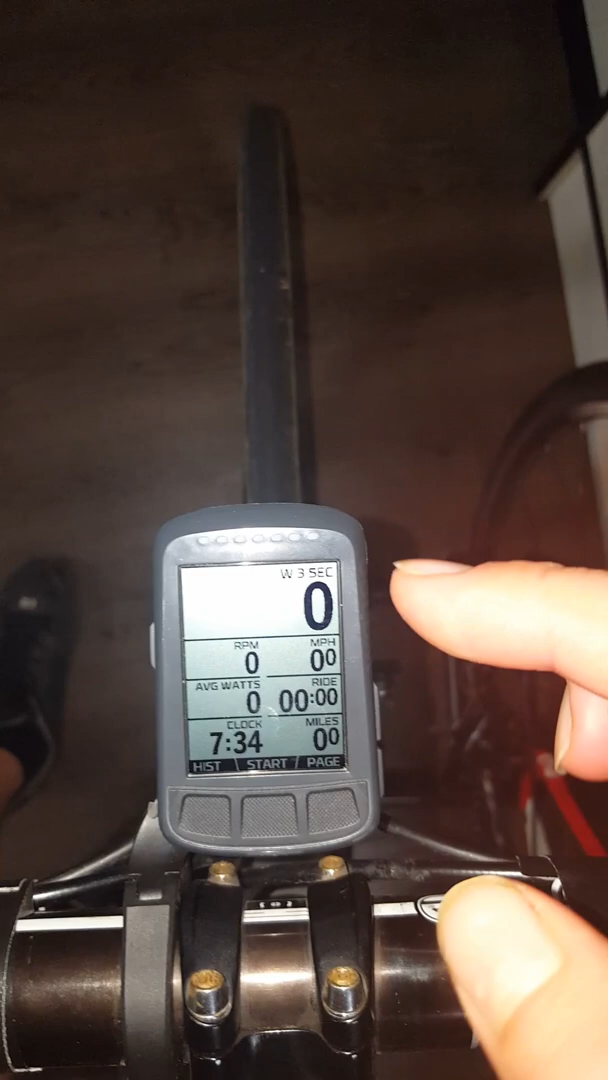 W 3 SEC
0
RPM MPH
0 0⁰
AVG WATTS RIDE
0 00:00
CLOCK MILES
7:34 0⁰
HIST \ START / PAGE